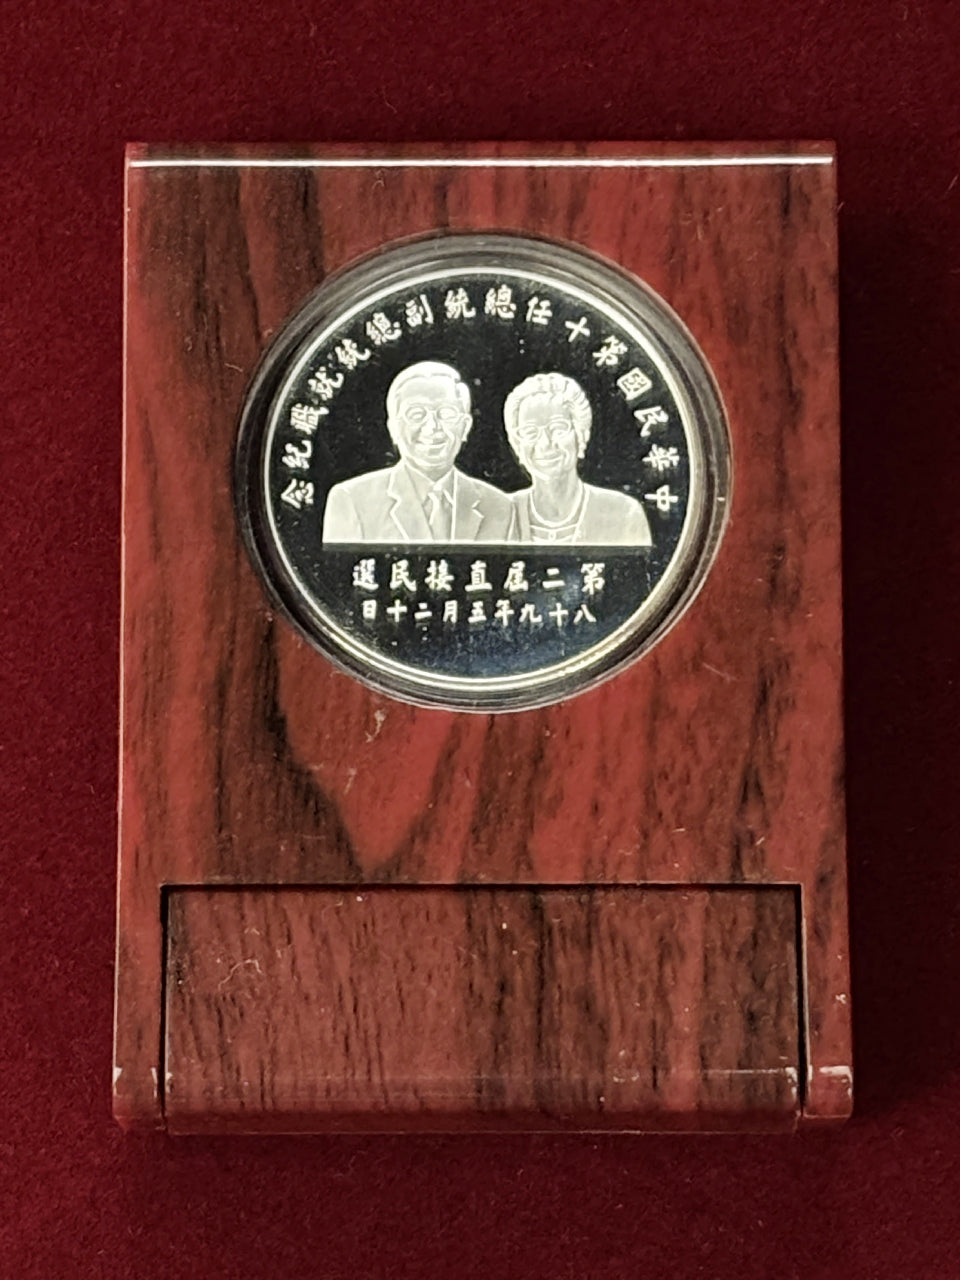 中華民國第十任總統副總統就職紀念
第二屆直接民選
八十九年五月二十日